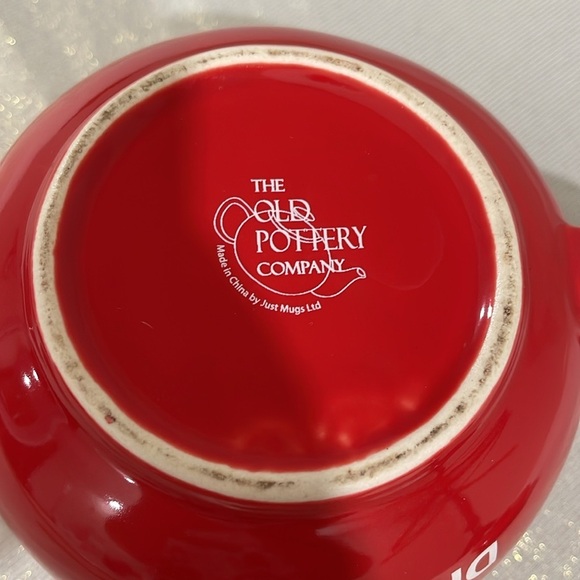 THE
OLD
POTTERY
COMPANY
Made in China by Just Mugs Ltd